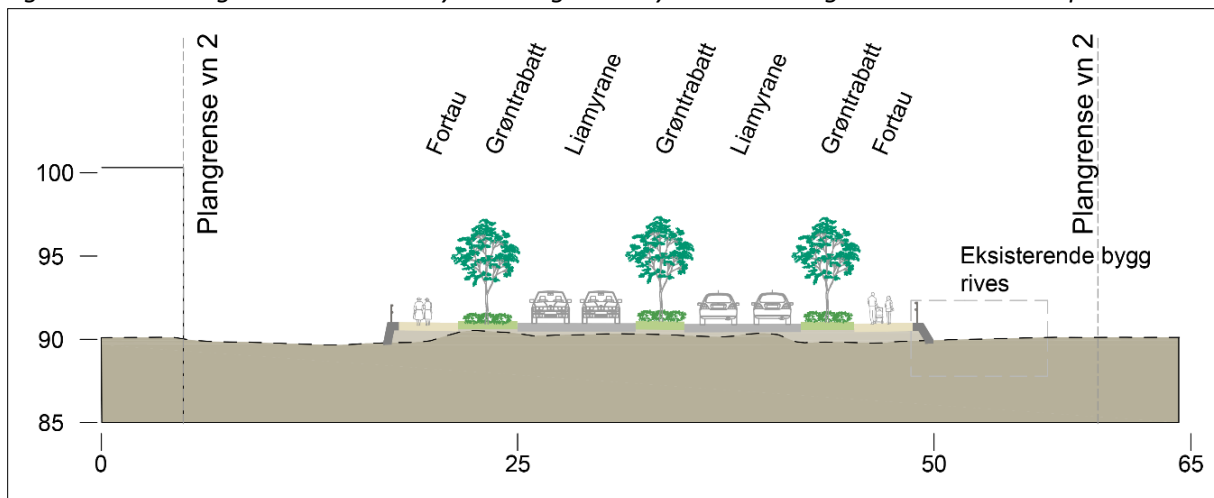 Plangrense vn 2
Fortau
Grøntrabatt
Liamyrane
Grøntrabatt
Liamyrane
Grøntrabatt
Fortau
Plangrense vn 2
Eksisterende bygg
rives
100
95
90
85
0
25
50
65